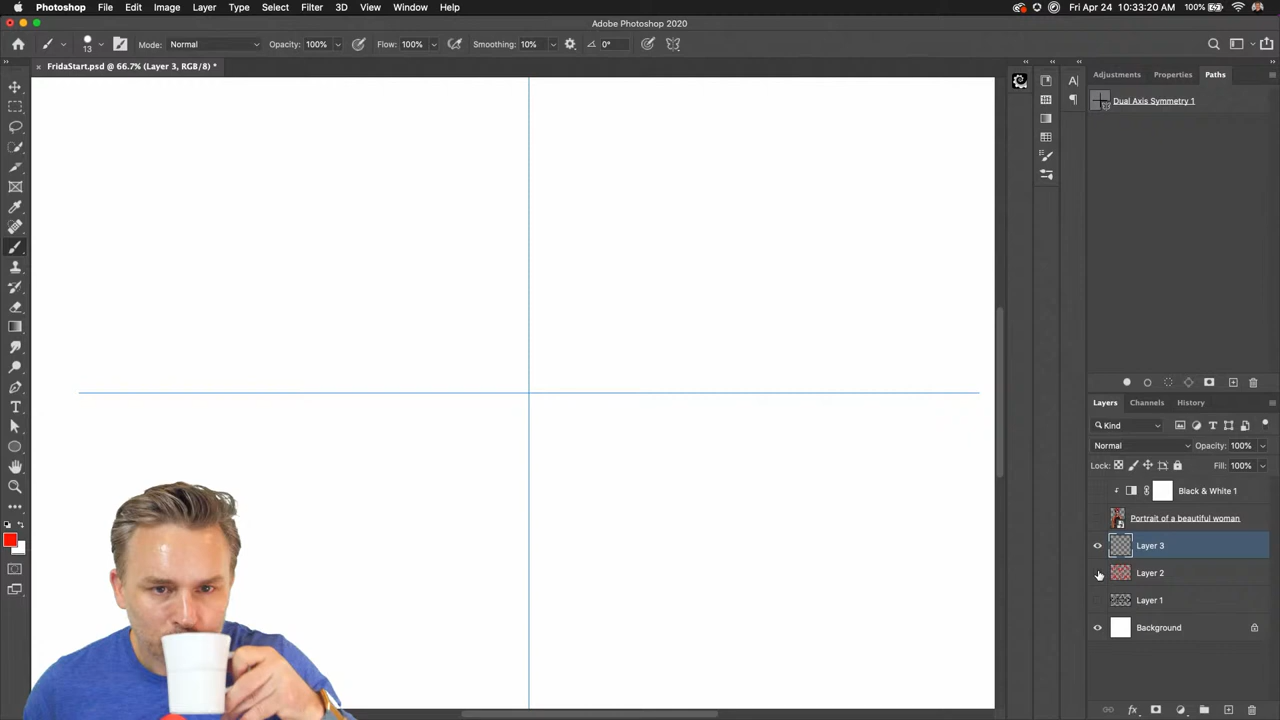 Photoshop File Edit Image Layer Type Select Filter 3D View Window Help 100% Fri Apr 24 10:33:20 AM
Adobe Photoshop 2020
13 Mode: Normal Opacity: 100% Flow: 100% Smoothing: 10% 0°
× FridaStart.psd @ 66.7% (Layer 3, RGB/8) *
Adjustments Properties Paths
Dual Axis Symmetry 1
Layers Channels History
Kind
Normal Opacity: 100%
Lock: Fill: 100%
Black & White 1
Portrait of a beautiful woman
Layer 3
Layer 2
Layer 1
Background